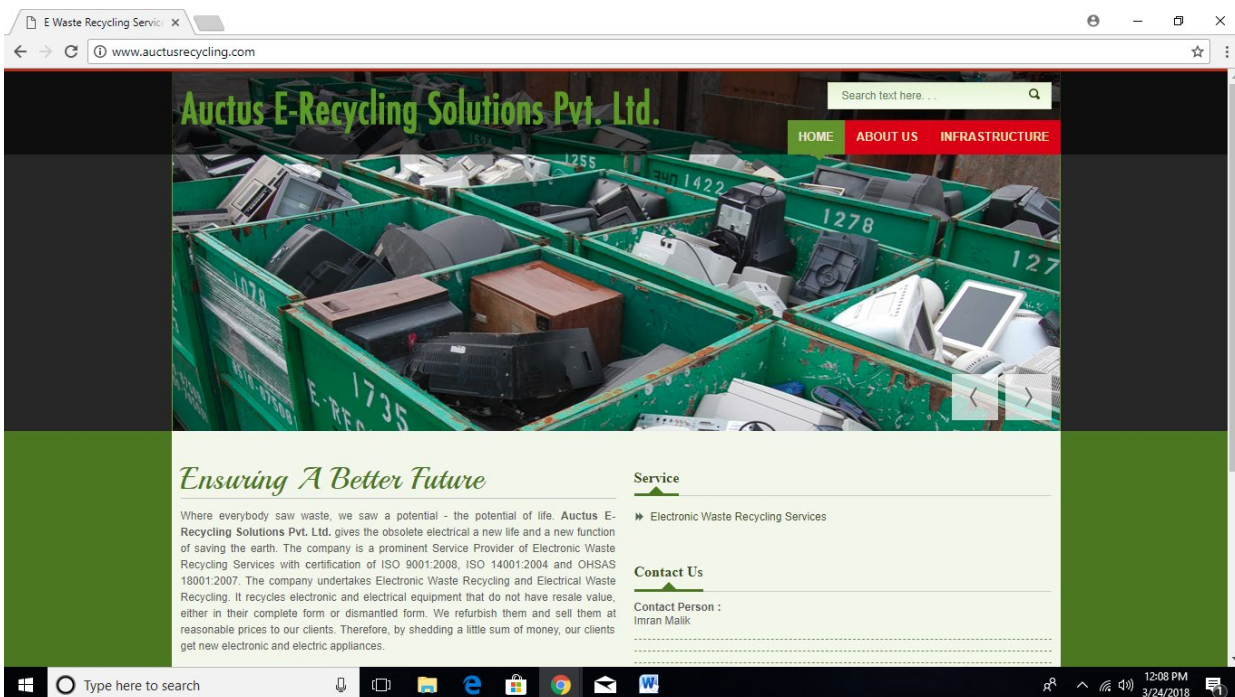 E Waste Recycling Servic
www.auctusrecycling.com
Auctus E-Recycling Solutions Pvt. Ltd.
Search text here. . .
HOME ABOUT US INFRASTRUCTURE
1255
1422
1278
127
1078
1735
E-RE
Ensuring A Better Future
Where everybody saw waste, we saw a potential - the potential of life. Auctus E-
Recycling Solutions Pvt. Ltd. gives the obsolete electrical a new life and a new function
of saving the earth. The company is a prominent Service Provider of Electronic Waste
Recycling Services with certification of ISO 9001:2008, ISO 14001:2004 and OHSAS
18001:2007. The company undertakes Electronic Waste Recycling and Electrical Waste
Recycling. It recycles electronic and electrical equipment that do not have resale value,
either in their complete form or dismantled form. We refurbish them and sell them at
reasonable prices to our clients. Therefore, by shedding a little sum of money, our clients
get new electronic and electric appliances.
Service
Electronic Waste Recycling Services
Contact Us
Contact Person :
Imran Malik
Type here to search
12:08 PM
3/24/2018